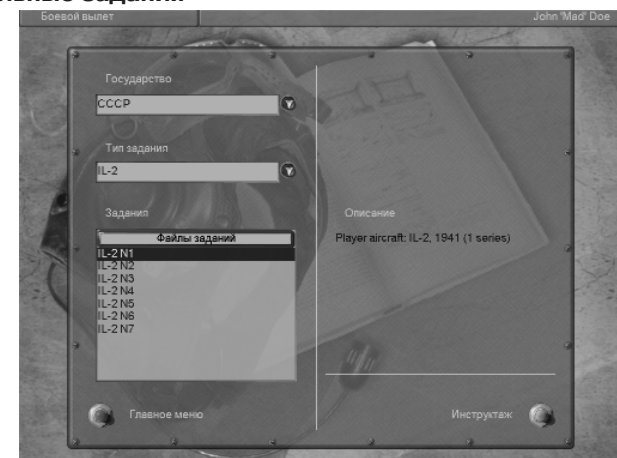 Боевой вылет John 'Mad' Doe
Государство
СССР
Тип задания
IL-2
Задания
Файлы заданий
IL-2 N1
IL-2 N2
IL-2 N3
IL-2 N4
IL-2 N5
IL-2 N6
IL-2 N7
Описание
Player aircraft: IL-2, 1941 (1 series)
Главное меню
Инструктаж